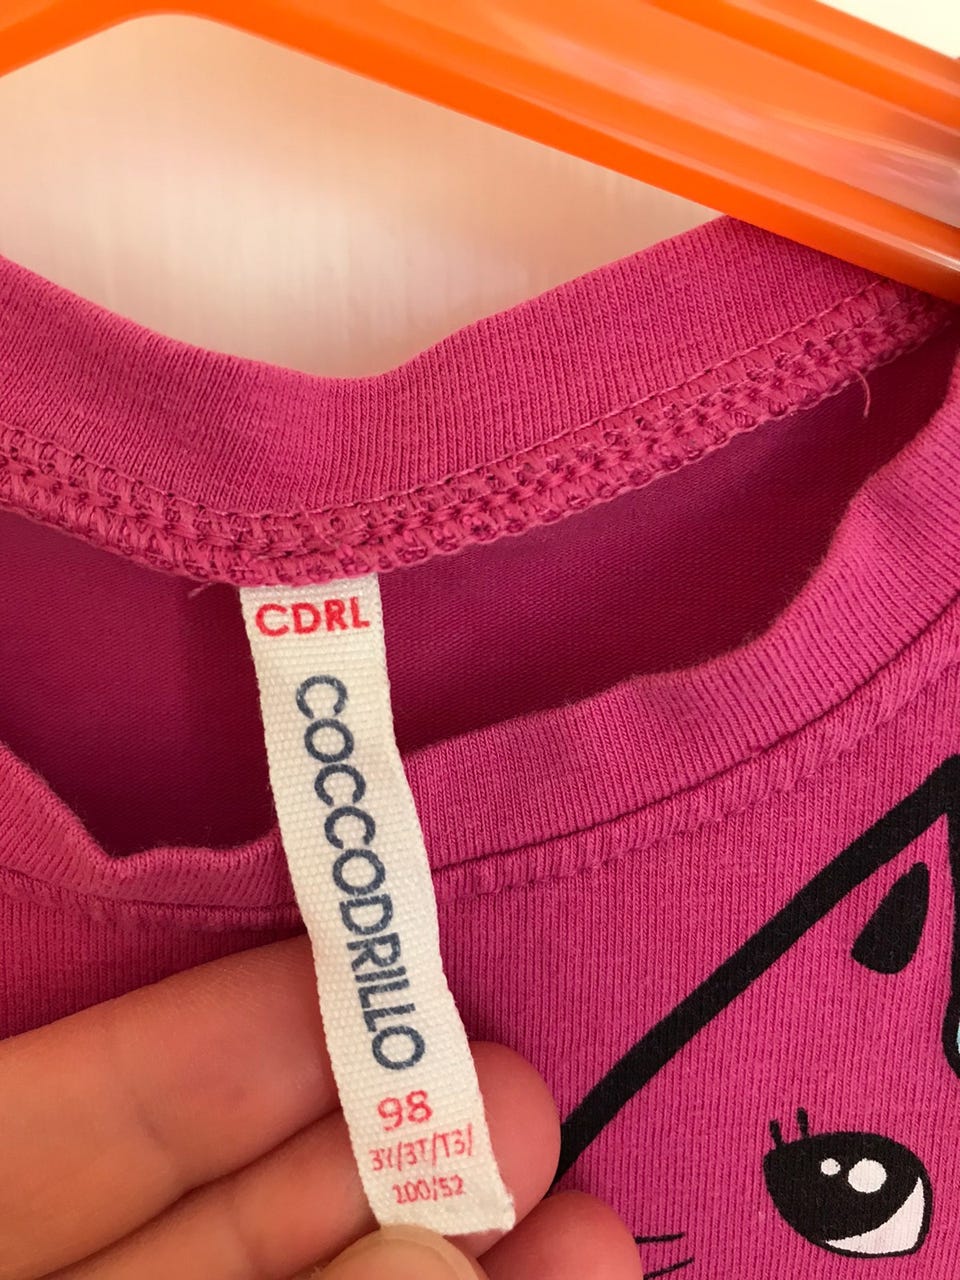 CDRL
COCCODRILLO
98
3Y/3T/T3/
100/52